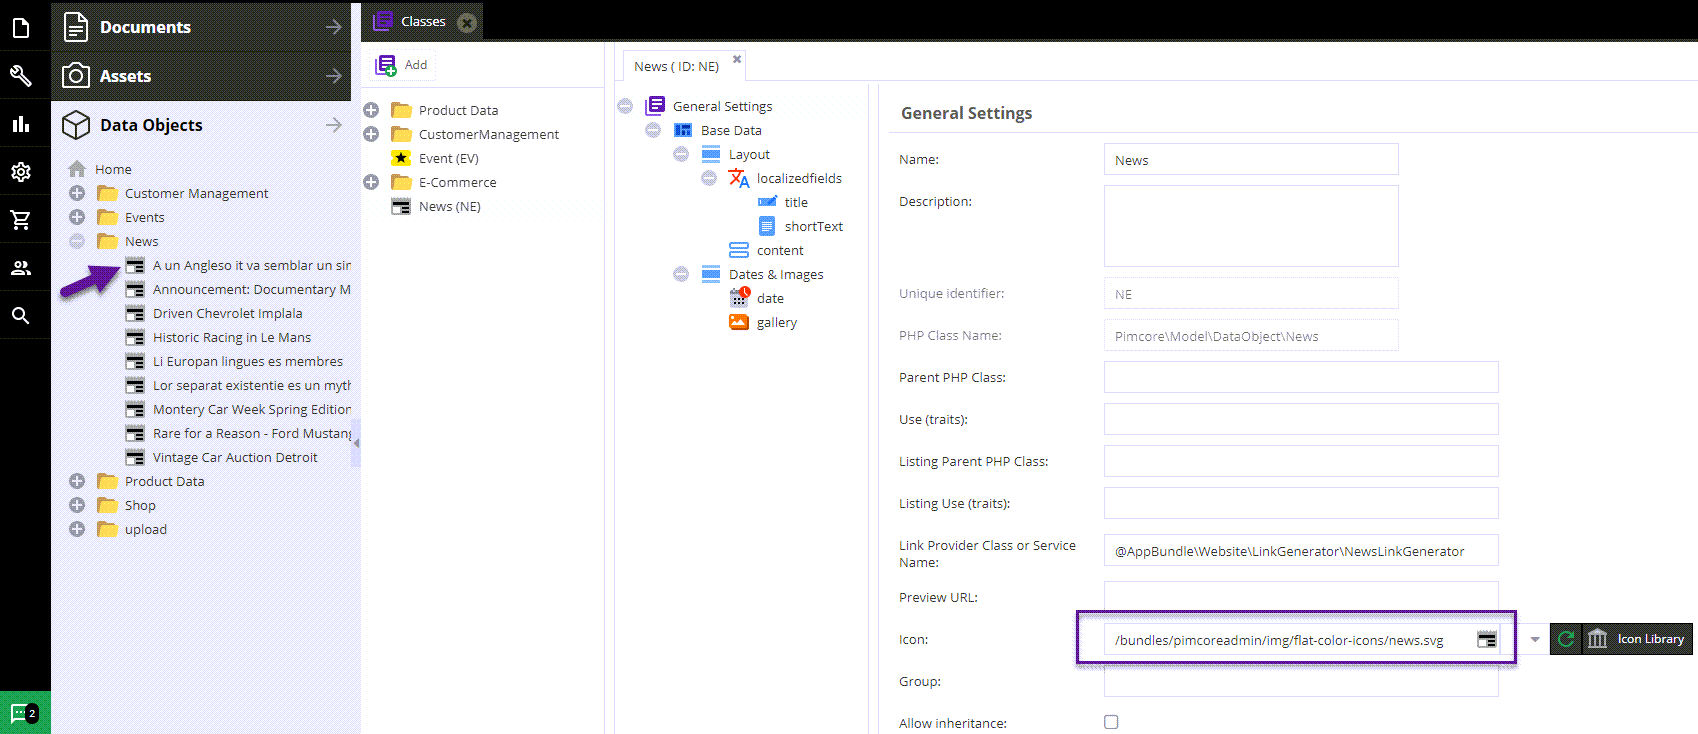 Documents
Assets
Data Objects
Home
Customer Management
Events
News
A un Angleso it va semblar un sin
Announcement: Documentary M
Driven Chevrolet Implala
Historic Racing in Le Mans
Li Europan lingues es membres
Lor separat existentie es un myth
Montery Car Week Spring Edition
Rare for a Reason - Ford Mustang
Vintage Car Auction Detroit
Product Data
Shop
upload
2
Classes
Add
Product Data
CustomerManagement
Event (EV)
E-Commerce
News (NE)
News ( ID: NE)
General Settings
Base Data
Layout
localizedfields
title
shortText
content
Dates & Images
date
gallery
General Settings
Name: News
Description:
Unique identifier: NE
PHP Class Name: Pimcore\Model\DataObject\News
Parent PHP Class:
Use (traits):
Listing Parent PHP Class:
Listing Use (traits):
Link Provider Class or Service
Name: @AppBundle\Website\LinkGenerator\NewsLinkGenerator
Preview URL:
Icon: /bundles/pimcoreadmin/img/flat-color-icons/news.svg Icon Library
Group:
Allow inheritance: